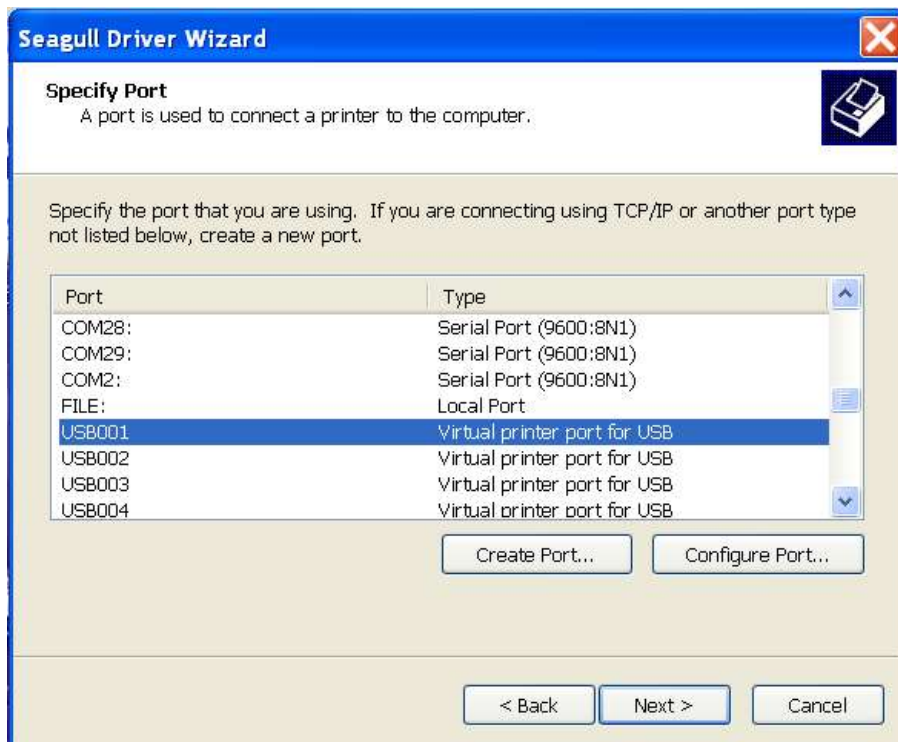 Seagull Driver Wizard
Specify Port
A port is used to connect a printer to the computer.
Specify the port that you are using. If you are connecting using TCP/IP or another port type
not listed below, create a new port.
Port Type
COM28: Serial Port (9600:8N1)
COM29: Serial Port (9600:8N1)
COM2: Serial Port (9600:8N1)
FILE: Local Port
USB001 Virtual printer port for USB
USB002 Virtual printer port for USB
USB003 Virtual printer port for USB
USB004 Virtual printer port for USB
Create Port... Configure Port...
< Back Next > Cancel